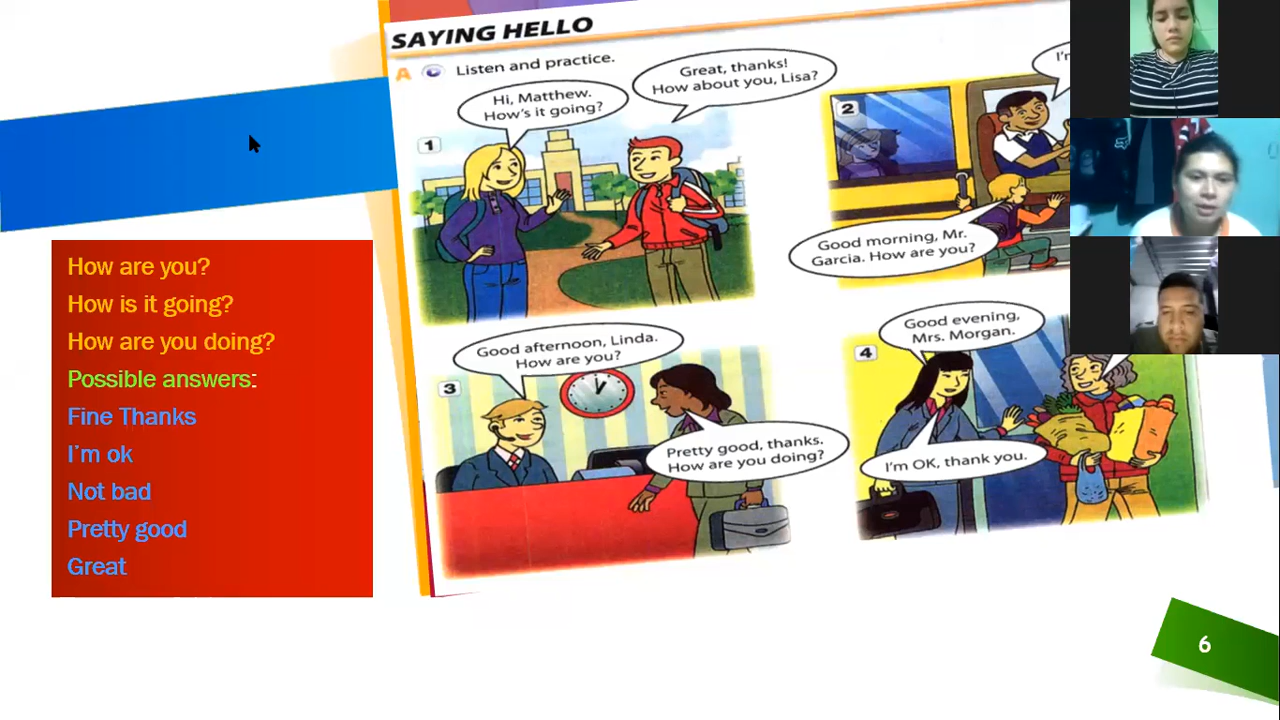 SAYING HELLO
A Listen and practice.
1
Hi, Matthew.
How's it going?
Great, thanks!
How about you, Lisa?
2
I'm
Good morning, Mr.
Garcia. How are you?
3
Good afternoon, Linda.
How are you?
Pretty good, thanks.
How are you doing?
4
Good evening,
Mrs. Morgan.
I'm OK, thank you.
How are you?
How is it going?
How are you doing?
Possible answers:
Fine Thanks
I'm ok
Not bad
Pretty good
Great
6